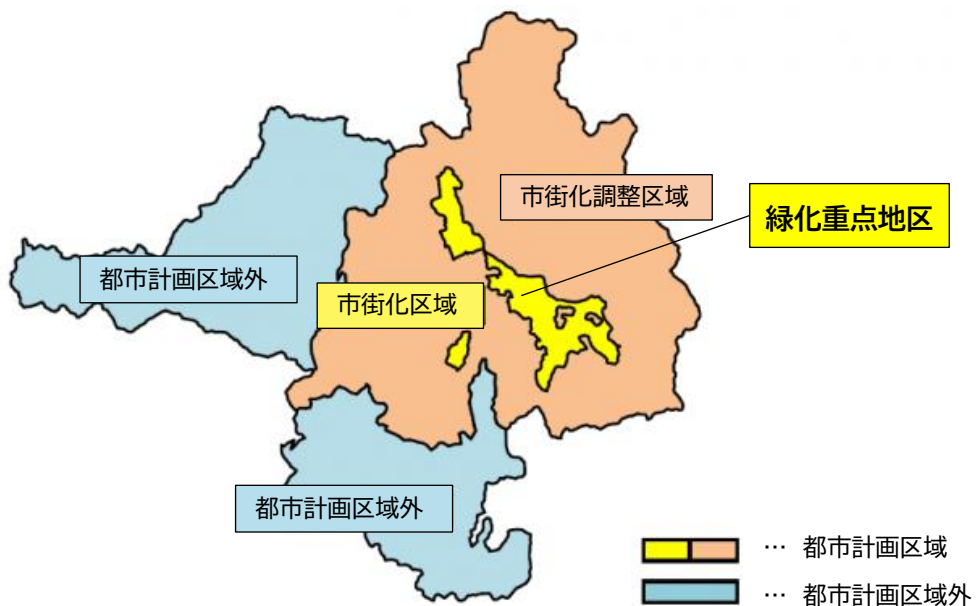 市街化調整区域
緑化重点地区
都市計画区域外
市街化区域
都市計画区域外
… 都市計画区域
… 都市計画区域外